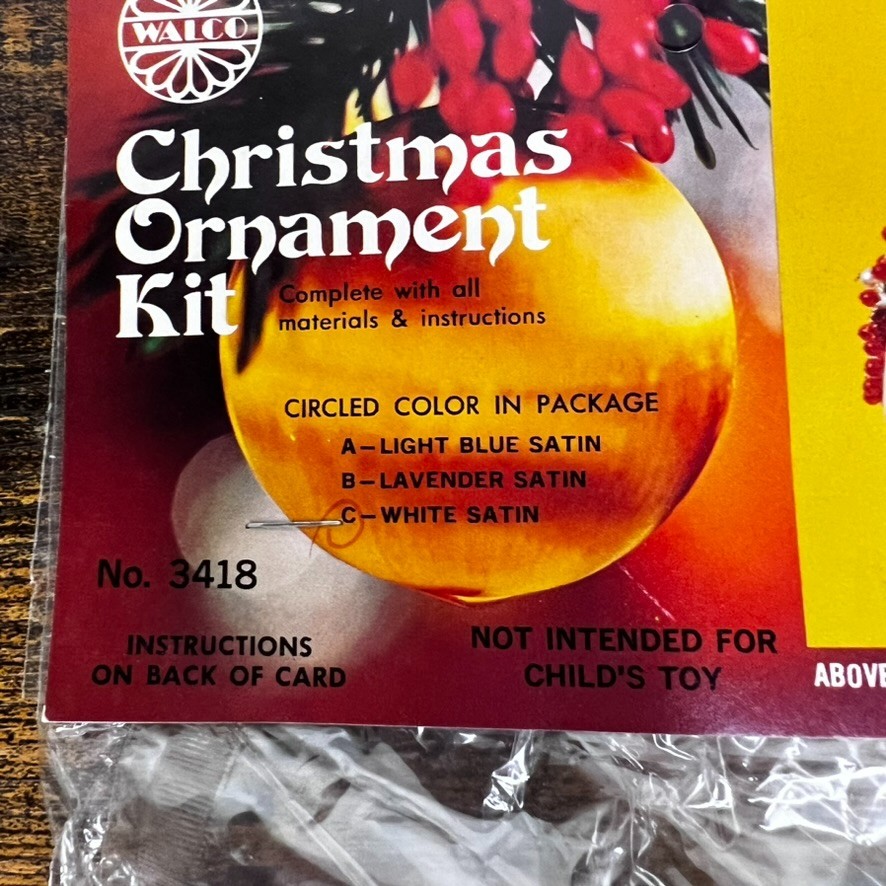 WALCO
Christmas
Ornament
Kit
Complete with all
materials & instructions
CIRCLED COLOR IN PACKAGE
A–LIGHT BLUE SATIN
B–LAVENDER SATIN
C–WHITE SATIN
No. 3418
INSTRUCTIONS
ON BACK OF CARD
NOT INTENDED FOR
CHILD'S TOY
ABOVE